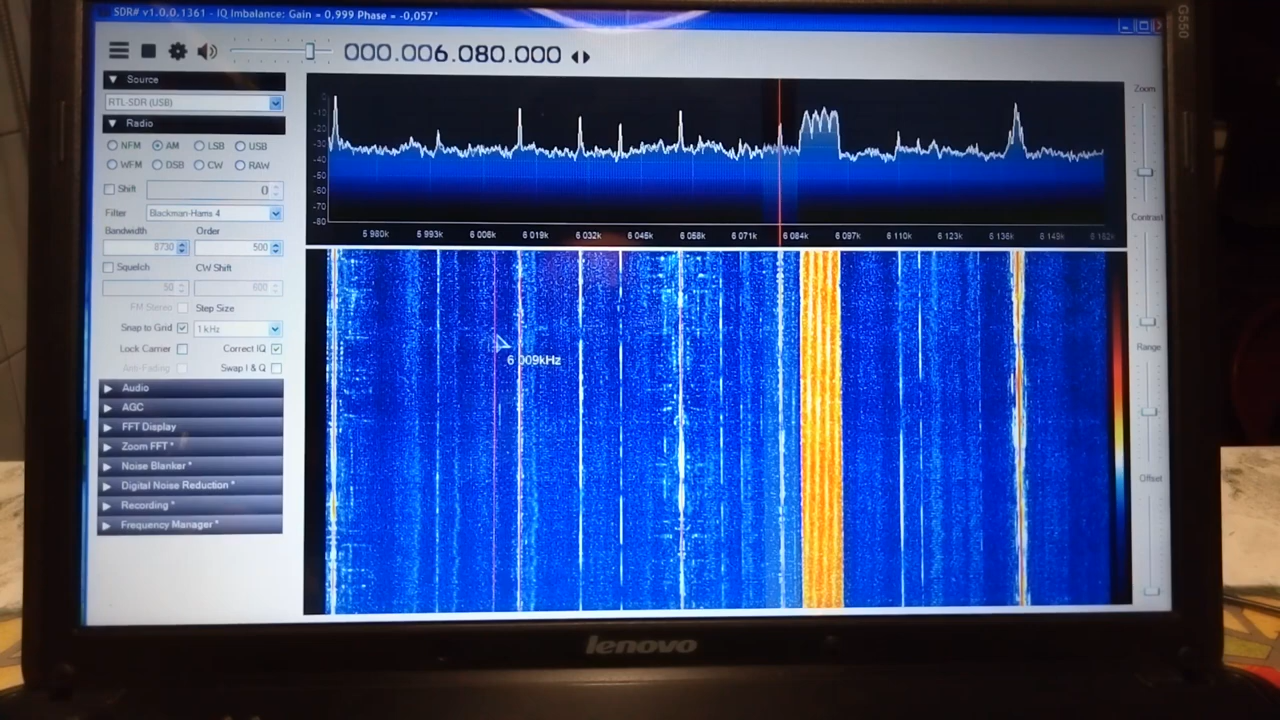 SDR# v1.0.0.1361 - IQ Imbalance: Gain = 0,999 Phase = -0,057°
G550
000.006.080.000
Source
RTL-SDR (USB)
Radio
NFM AM LSB USB
WFM DSB CW RAW
Shift 0
Filter Blackman-Harris 4
Bandwidth Order
8730 500
Squelch CW Shift
50 600
FM Stereo Step Size
Snap to Grid 1 kHz
Lock Carrier Correct IQ
Anti-Fading Swap I & Q
Audio
AGC
FFT Display
Zoom FFT *
Noise Blanker *
Digital Noise Reduction *
Recording *
Frequency Manager *
0
-10
-20
-30
-40
-50
-60
-70
-80
5 980k 5 993k 6 006k 6 019k 6 032k 6 045k 6 058k 6 071k 6 084k 6 097k 6 110k 6 123k 6 136k 6 149k 6 162k
6 009kHz
Zoom
Contrast
Range
Offset
lenovo